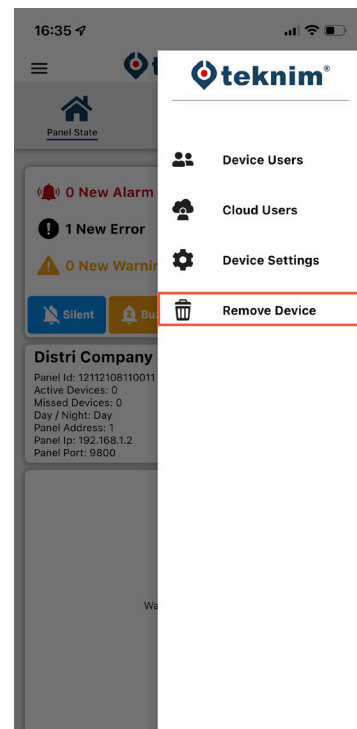 16:35
teknim®
Panel State
Device Users
Cloud Users
Device Settings
Remove Device
0 New Alarm
1 New Error
0 New
Silent
Distri Company
Panel Id: 12112108110011
Active Devices: 0
Missed Devices: 0
Day / Night: Day
Panel Address: 1
Panel Ip: 192.168.1.2
Panel Port: 9800